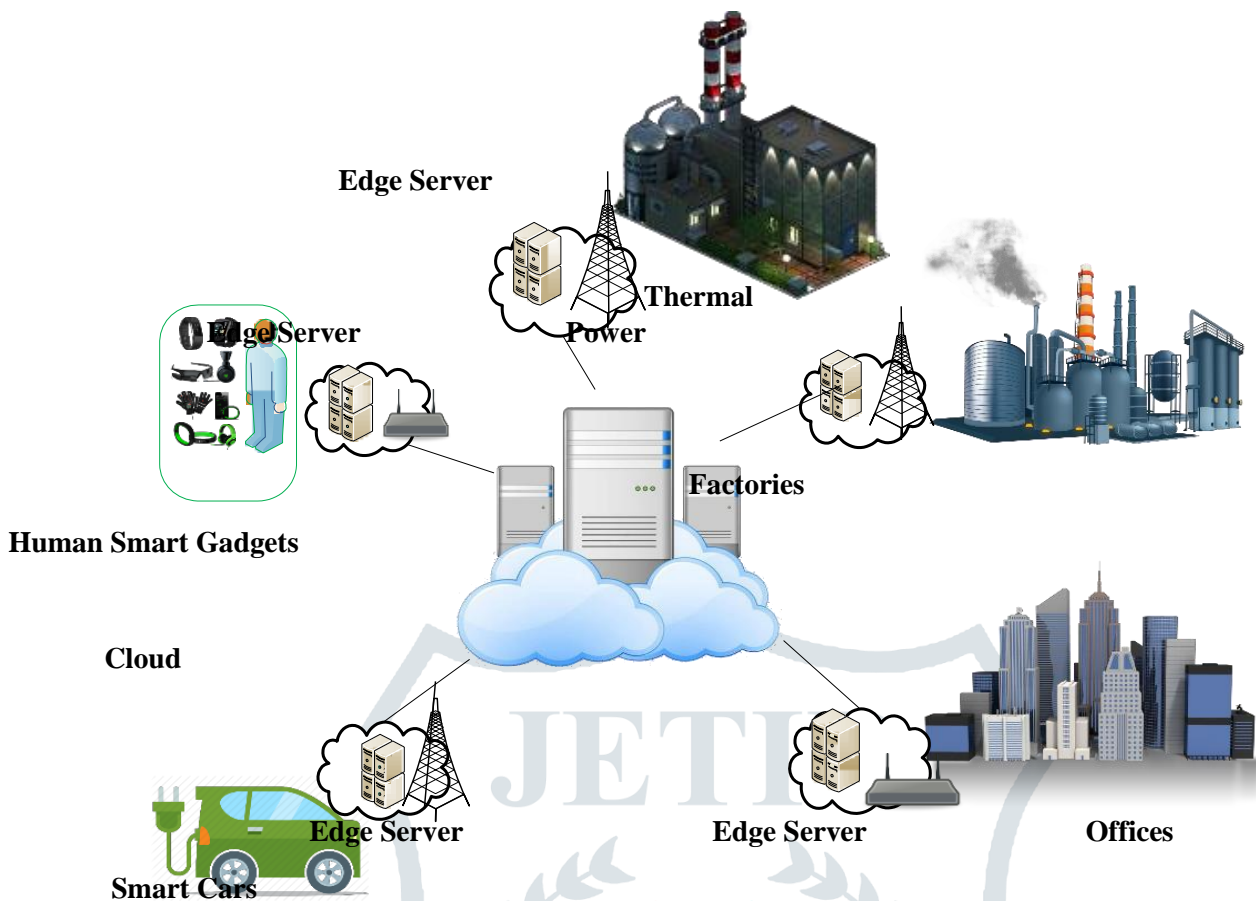 Edge Server
Thermal
Power
Edge Server
Factories
Human Smart Gadgets
Cloud
JETI
Edge Server
Edge Server
Offices
Smart Cars